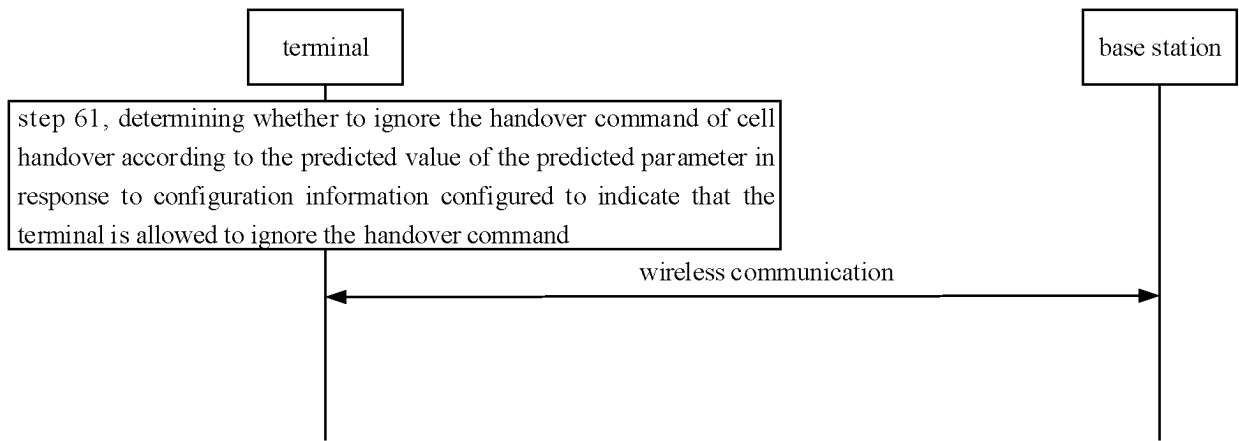 terminal
base station
step 61, determining whether to ignore the handover command of cell
handover according to the predicted value of the predicted parameter in
response to configuration information configured to indicate that the
terminal is allowed to ignore the handover command
wireless communication